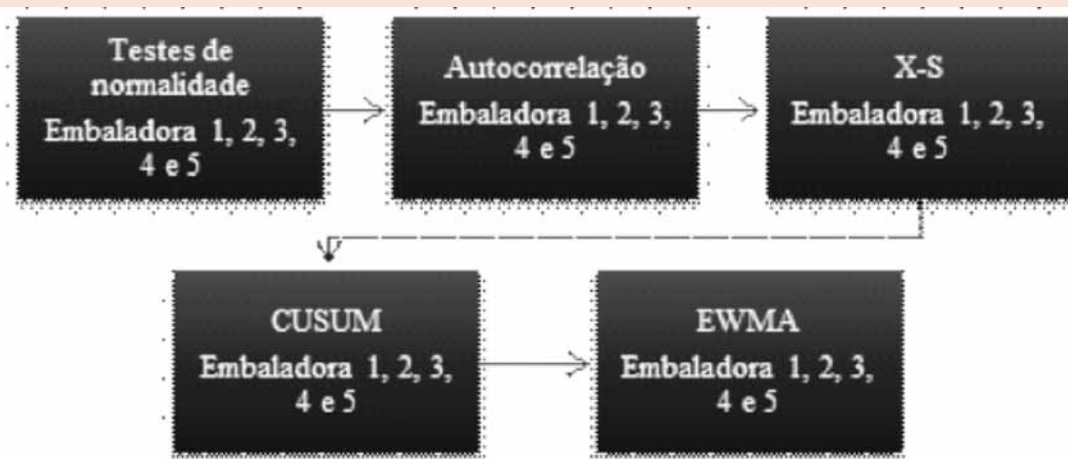 Testes de
normalidade
Embaladora 1, 2, 3,
4 e 5
Autocorrelação
Embaladora 1, 2, 3,
4 e 5
X-S
Embaladora 1, 2, 3,
4 e 5
CUSUM
Embaladora 1, 2, 3,
4 e 5
EWMA
Embaladora 1, 2, 3,
4 e 5